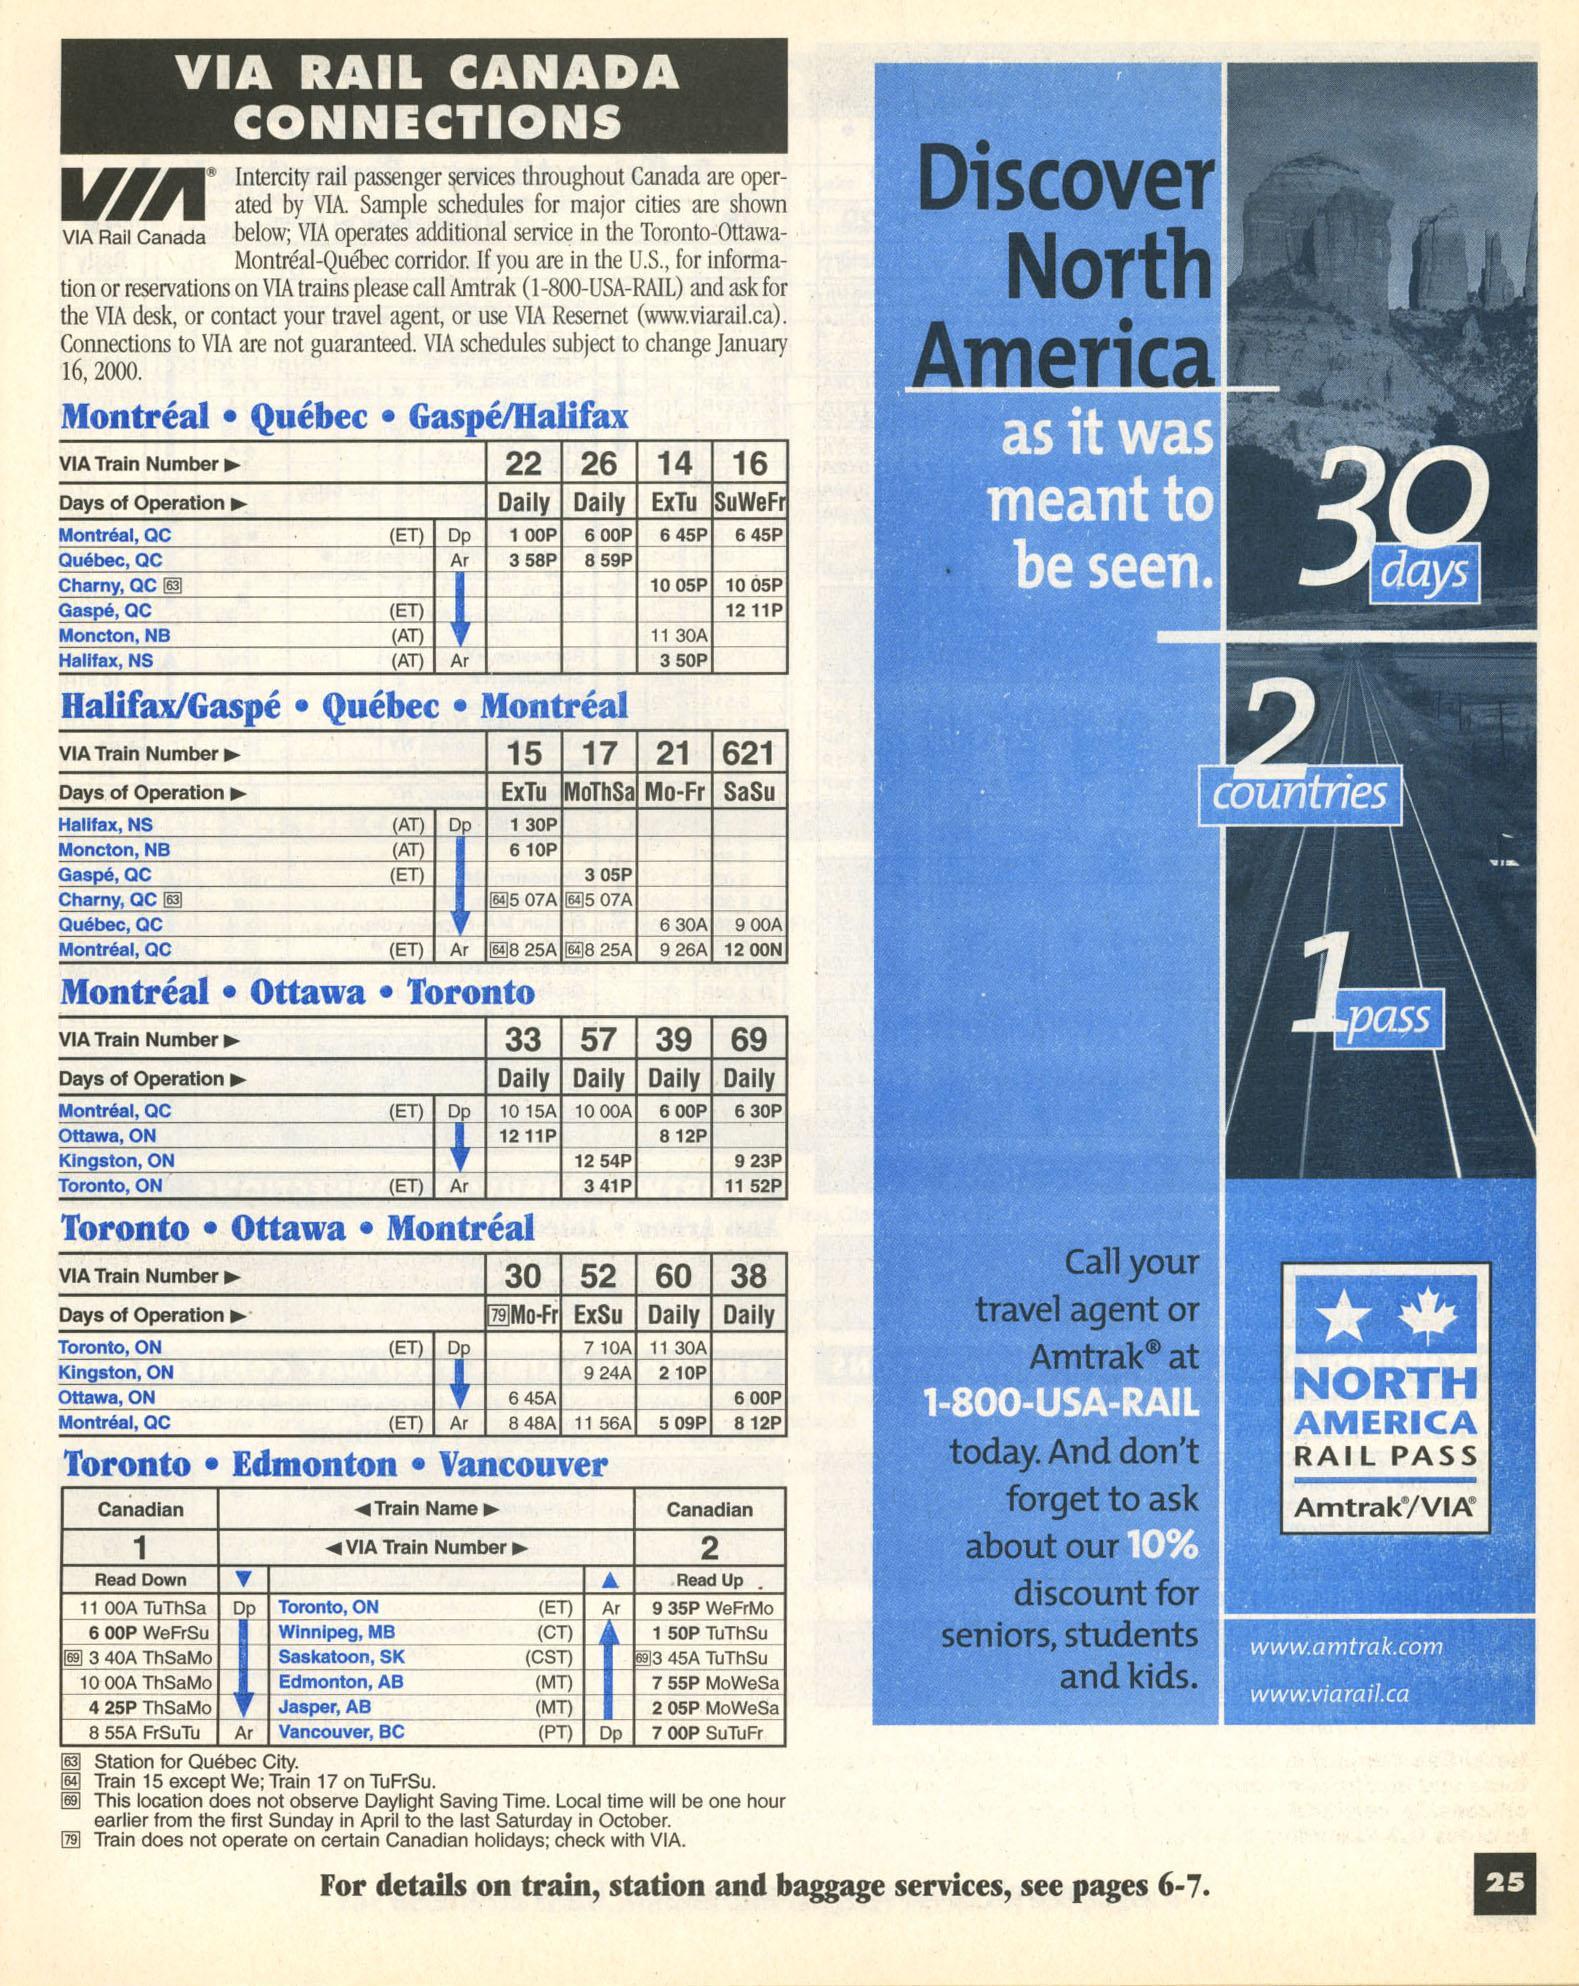 VIA RAIL CANADA
CONNECTIONS
VIA®
VIA Rail Canada
Intercity rail passenger services throughout Canada are oper-
ated by VIA. Sample schedules for major cities are shown
below; VIA operates additional service in the Toronto-Ottawa-
Montréal-Québec corridor. If you are in the U.S., for informa-
tion or reservations on VIA trains please call Amtrak (1-800-USA-RAIL) and ask for
the VIA desk, or contact your travel agent, or use VIA Resernet (www.viarail.ca).
Connections to VIA are not guaranteed. VIA schedules subject to change January
16, 2000.
Montréal • Québec • Gaspé/Halifax
VIA Train Number ▶ 22 26 14 16
Days of Operation ▶ Daily Daily ExTu SuWeFr
Montréal, QC (ET) Dp 1 00P 6 00P 6 45P 6 45P
Québec, QC Ar 3 58P 8 59P
Charny, QC 63 10 05P 10 05P
Gaspé, QC (ET) 12 11P
Moncton, NB (AT) 11 30A
Halifax, NS (AT) Ar 3 50P
Halifax/Gaspé • Québec • Montréal
VIA Train Number ▶ 15 17 21 621
Days of Operation ▶ ExTu MoThSa Mo-Fr SaSu
Halifax, NS (AT) Dp 1 30P
Moncton, NB (AT) 6 10P
Gaspé, QC (ET) 3 05P
Charny, QC 63 64 5 07A 64 5 07A
Québec, QC 6 30A 9 00A
Montréal, QC (ET) Ar 64 8 25A 64 8 25A 9 26A 12 00N
Montréal • Ottawa • Toronto
VIA Train Number ▶ 33 57 39 69
Days of Operation ▶ Daily Daily Daily Daily
Montréal, QC (ET) Dp 10 15A 10 00A 6 00P 6 30P
Ottawa, ON 12 11P 8 12P
Kingston, ON 12 54P 9 23P
Toronto, ON (ET) Ar 3 41P 11 52P
Toronto • Ottawa • Montréal
VIA Train Number ▶ 30 52 60 38
Days of Operation ▶ 79 Mo-Fr ExSu Daily Daily
Toronto, ON (ET) Dp 7 10A 11 30A
Kingston, ON 9 24A 2 10P
Ottawa, ON 6 45A 6 00P
Montréal, QC (ET) Ar 8 48A 11 56A 5 09P 8 12P
Toronto • Edmonton • Vancouver
Canadian ◀ Train Name ▶ Canadian
1 ◀ VIA Train Number ▶ 2
Read Down ▼ ▲ Read Up
11 00A TuThSa Dp Toronto, ON (ET) Ar 9 35P WeFrMo
6 00P WeFrSu Winnipeg, MB (CT) 1 50P TuThSu
69 3 40A ThSaMo Saskatoon, SK (CST) 69 3 45A TuThSu
10 00A ThSaMo Edmonton, AB (MT) 7 55P MoWeSa
4 25P ThSaMo Jasper, AB (MT) 2 05P MoWeSa
8 55A FrSuTu Ar Vancouver, BC (PT) Dp 7 00P SuTuFr
63 Station for Québec City.
64 Train 15 except We; Train 17 on TuFrSu.
69 This location does not observe Daylight Saving Time. Local time will be one hour
earlier from the first Sunday in April to the last Saturday in October.
79 Train does not operate on certain Canadian holidays; check with VIA.
Discover
North
America
as it was
meant to
be seen.
30
days
2
countries
1
pass
Call your
travel agent or
Amtrak® at
1-800-USA-RAIL
today. And don't
forget to ask
about our 10%
discount for
seniors, students
and kids.
NORTH
AMERICA
RAIL PASS
Amtrak®/VIA®
www.amtrak.com
www.viarail.ca
For details on train, station and baggage services, see pages 6-7.
25